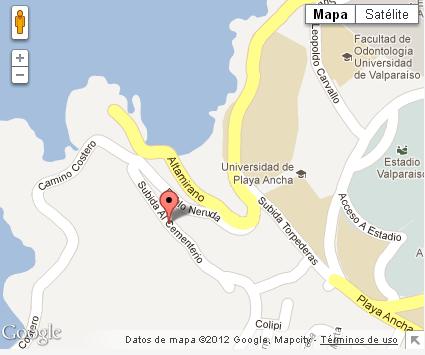 Mapa
Satélite
Leopoldo Carvallo
Facultad de
Odontología
Universidad
de Valparaíso
Camino Costero
Altamirano
Universidad de
Playa Ancha
Estadio
Valparaíso
Subida Al Cementerio
Neruda
Subida Torpederas
Acceso A Estadio
Playa Ancha
Costero
Colipí
Google
Datos de mapa ©2012 Google, Mapcity - Términos de uso